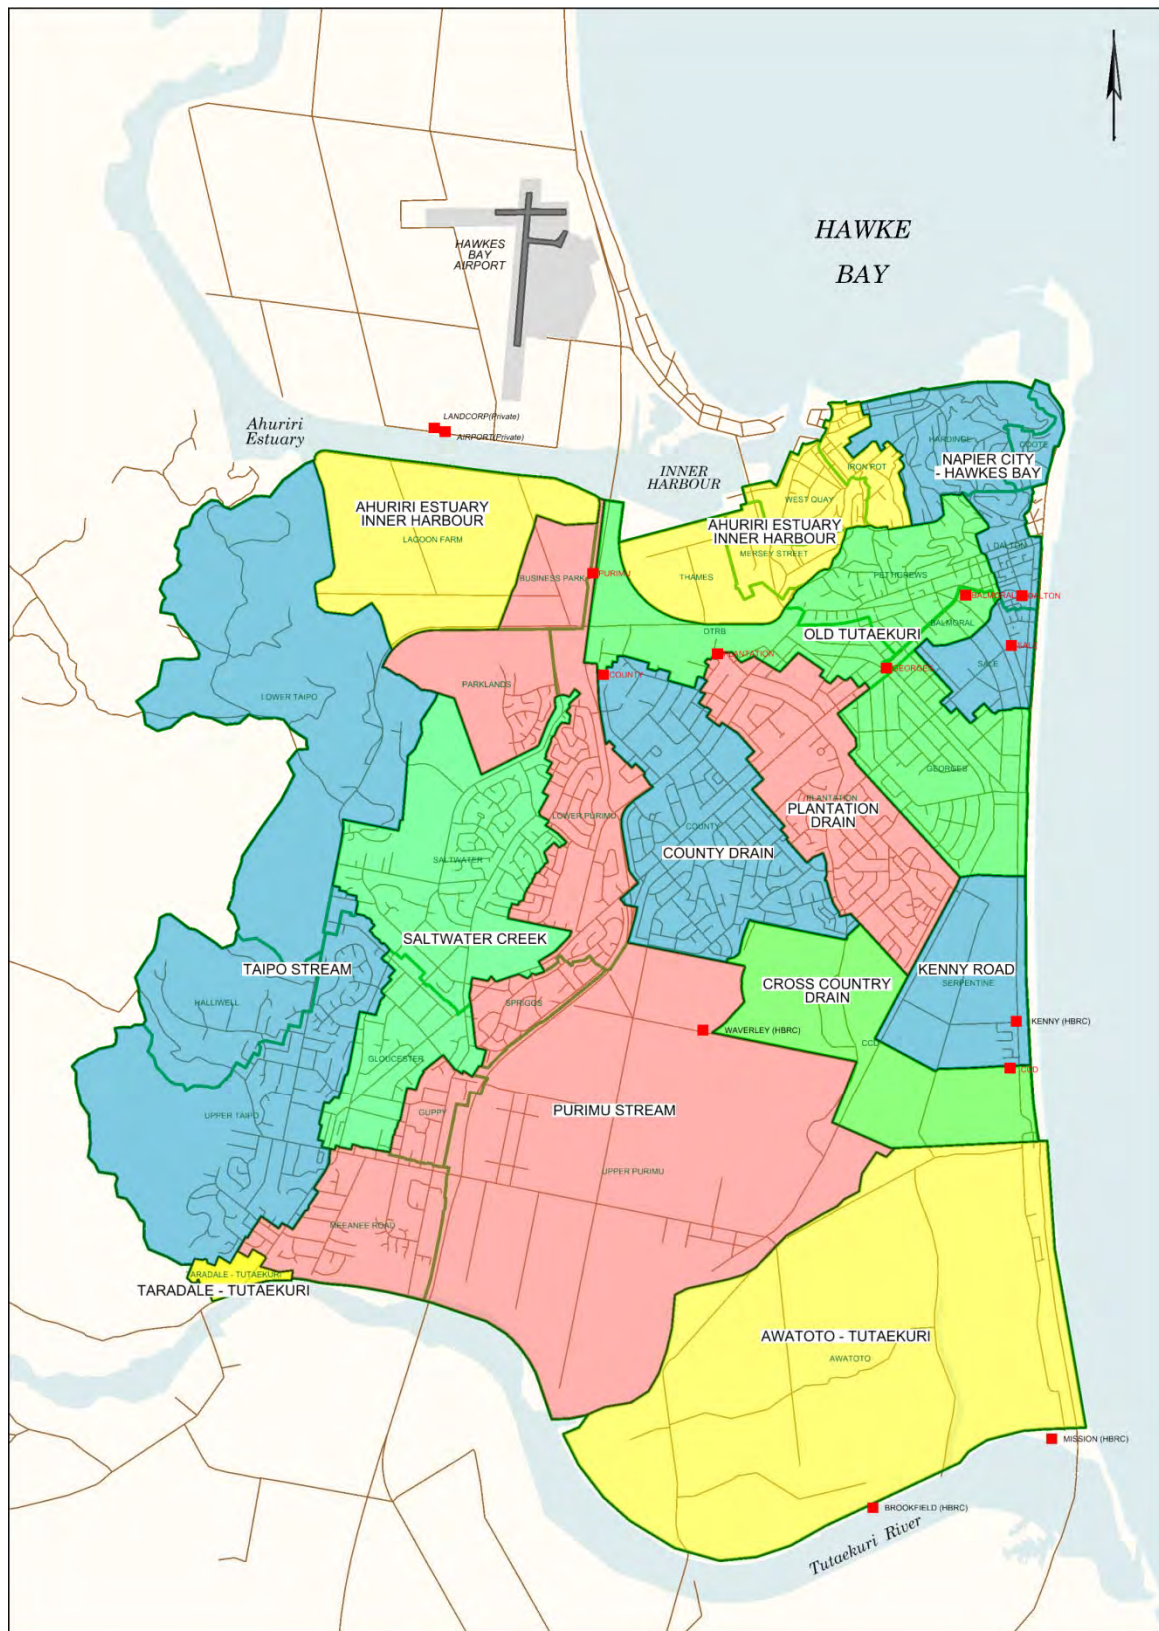 HAWKE
BAY
HAWKES
BAY
AIRPORT
LANDCORP(Private)
AIRPORT(Private)
Ahuriri
Estuary
INNER
HARBOUR
HARDINGE
COOTE
NAPIER CITY
- HAWKES BAY
IRON POT
WEST QUAY
AHURIRI ESTUARY
INNER HARBOUR
LAGOON FARM
AHURIRI ESTUARY
INNER HARBOUR
MERSEY STREET
DALTON
BUSINESS PARK
PURIMU
THAMES
PETTIGREWS
BALMORAL
DALTON
BALMORAL
OTRB
OLD TUTAEKURI
PLANTATION
SALE
SALE
GEORGES
COUNTY
PARKLANDS
LOWER TAIPO
GEORGES
PLANTATION
PLANTATION
DRAIN
LOWER PURIMU
COUNTY
COUNTY DRAIN
SALTWATER
SALTWATER CREEK
TAIPO STREAM
KENNY ROAD
SERPENTINE
CROSS COUNTRY
DRAIN
HALLIWELL
SPRIGGS
WAVERLEY (HBRC)
KENNY (HBRC)
CCD
GLOUCESTER
CCD
UPPER TAIPO
GUPPY
PURIMU STREAM
UPPER PURIMU
MEEANEE ROAD
TARADALE - TUTAEKURI
TARADALE - TUTAEKURI
AWATOTO - TUTAEKURI
AWATOTO
MISSION (HBRC)
BROOKFIELD (HBRC)
Tutaekuri River